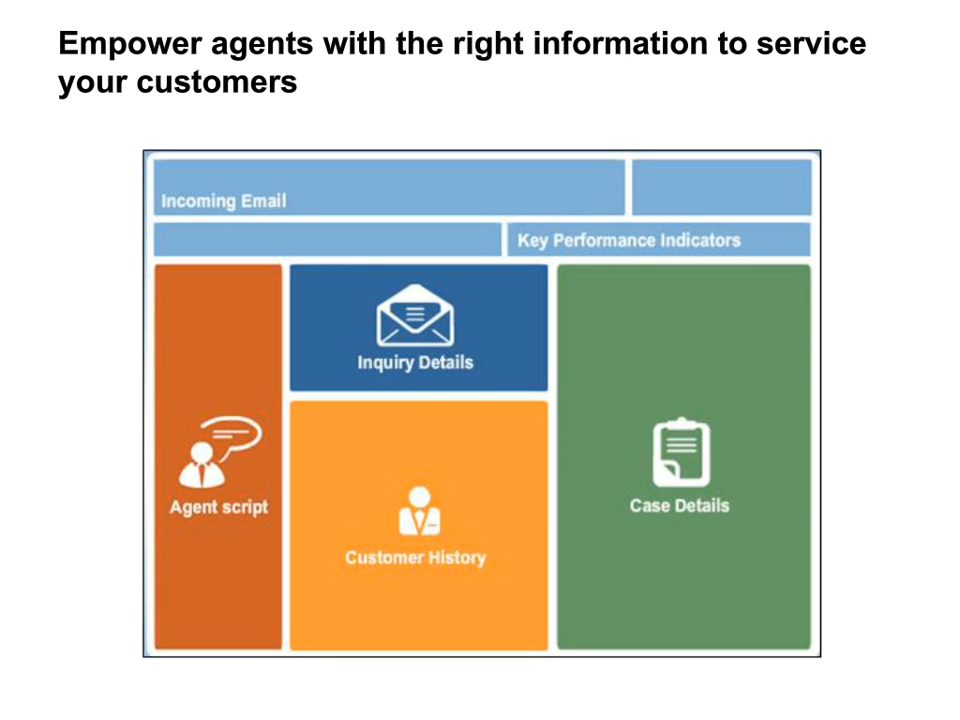 Empower agents with the right information to service
your customers
Incoming Email
Key Performance Indicators
Inquiry Details
Agent script
Customer History
Case Details